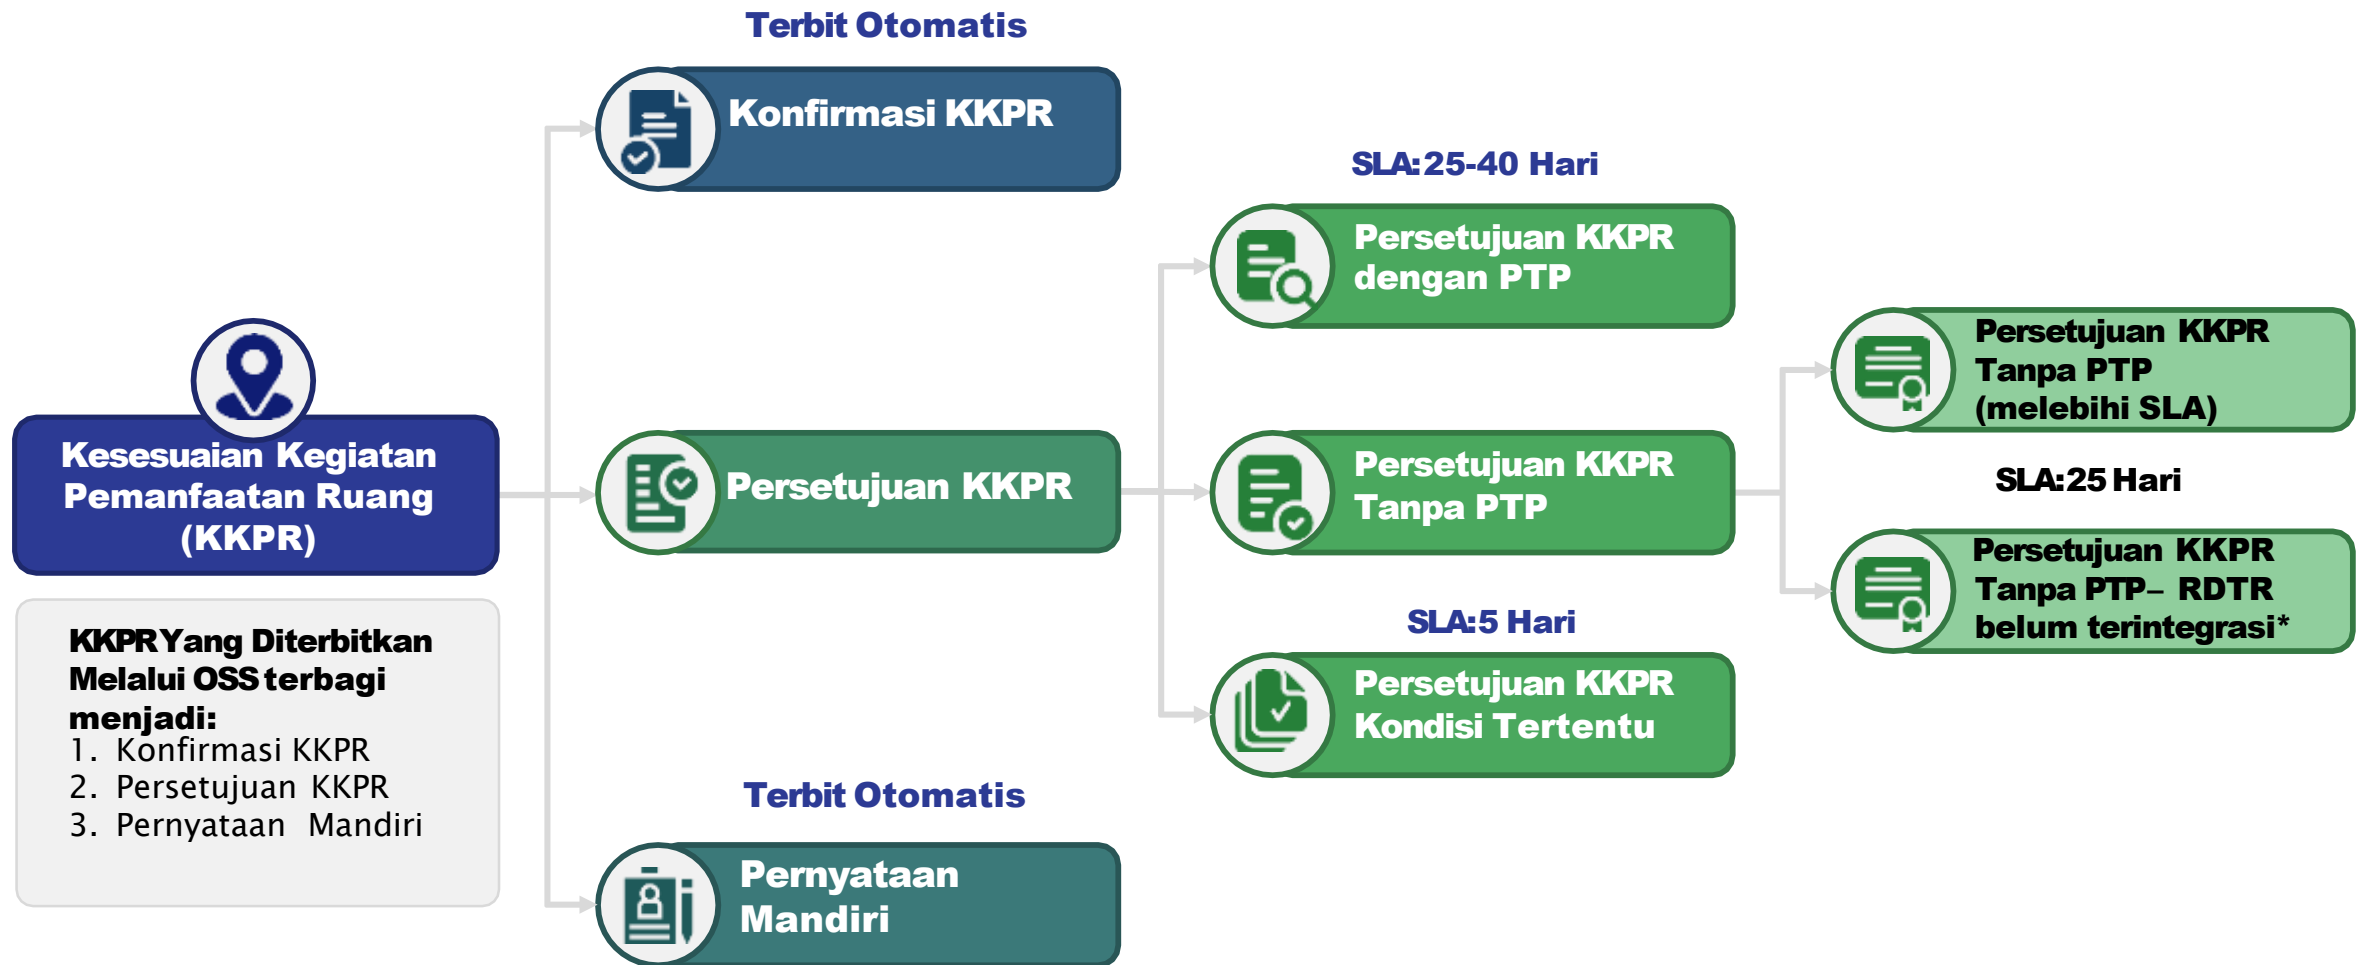 Terbit Otomatis
Konfirmasi KKPR
SLA:25-40 Hari
Persetujuan KKPR
dengan PTP
Persetujuan KKPR
Tanpa PTP
(melebihi SLA)
Kesesuaian Kegiatan
Pemanfaatan Ruang
(KKPR)
Persetujuan KKPR
Persetujuan KKPR
Tanpa PTP
SLA:25 Hari
Persetujuan KKPR
Tanpa PTP– RDTR
belum terintegrasi*
KKPR Yang Diterbitkan
Melalui OSS terbagi
menjadi:
1. Konfirmasi KKPR
2. Persetujuan KKPR
3. Pernyataan Mandiri
SLA:5 Hari
Persetujuan KKPR
Kondisi Tertentu
Terbit Otomatis
Pernyataan
Mandiri